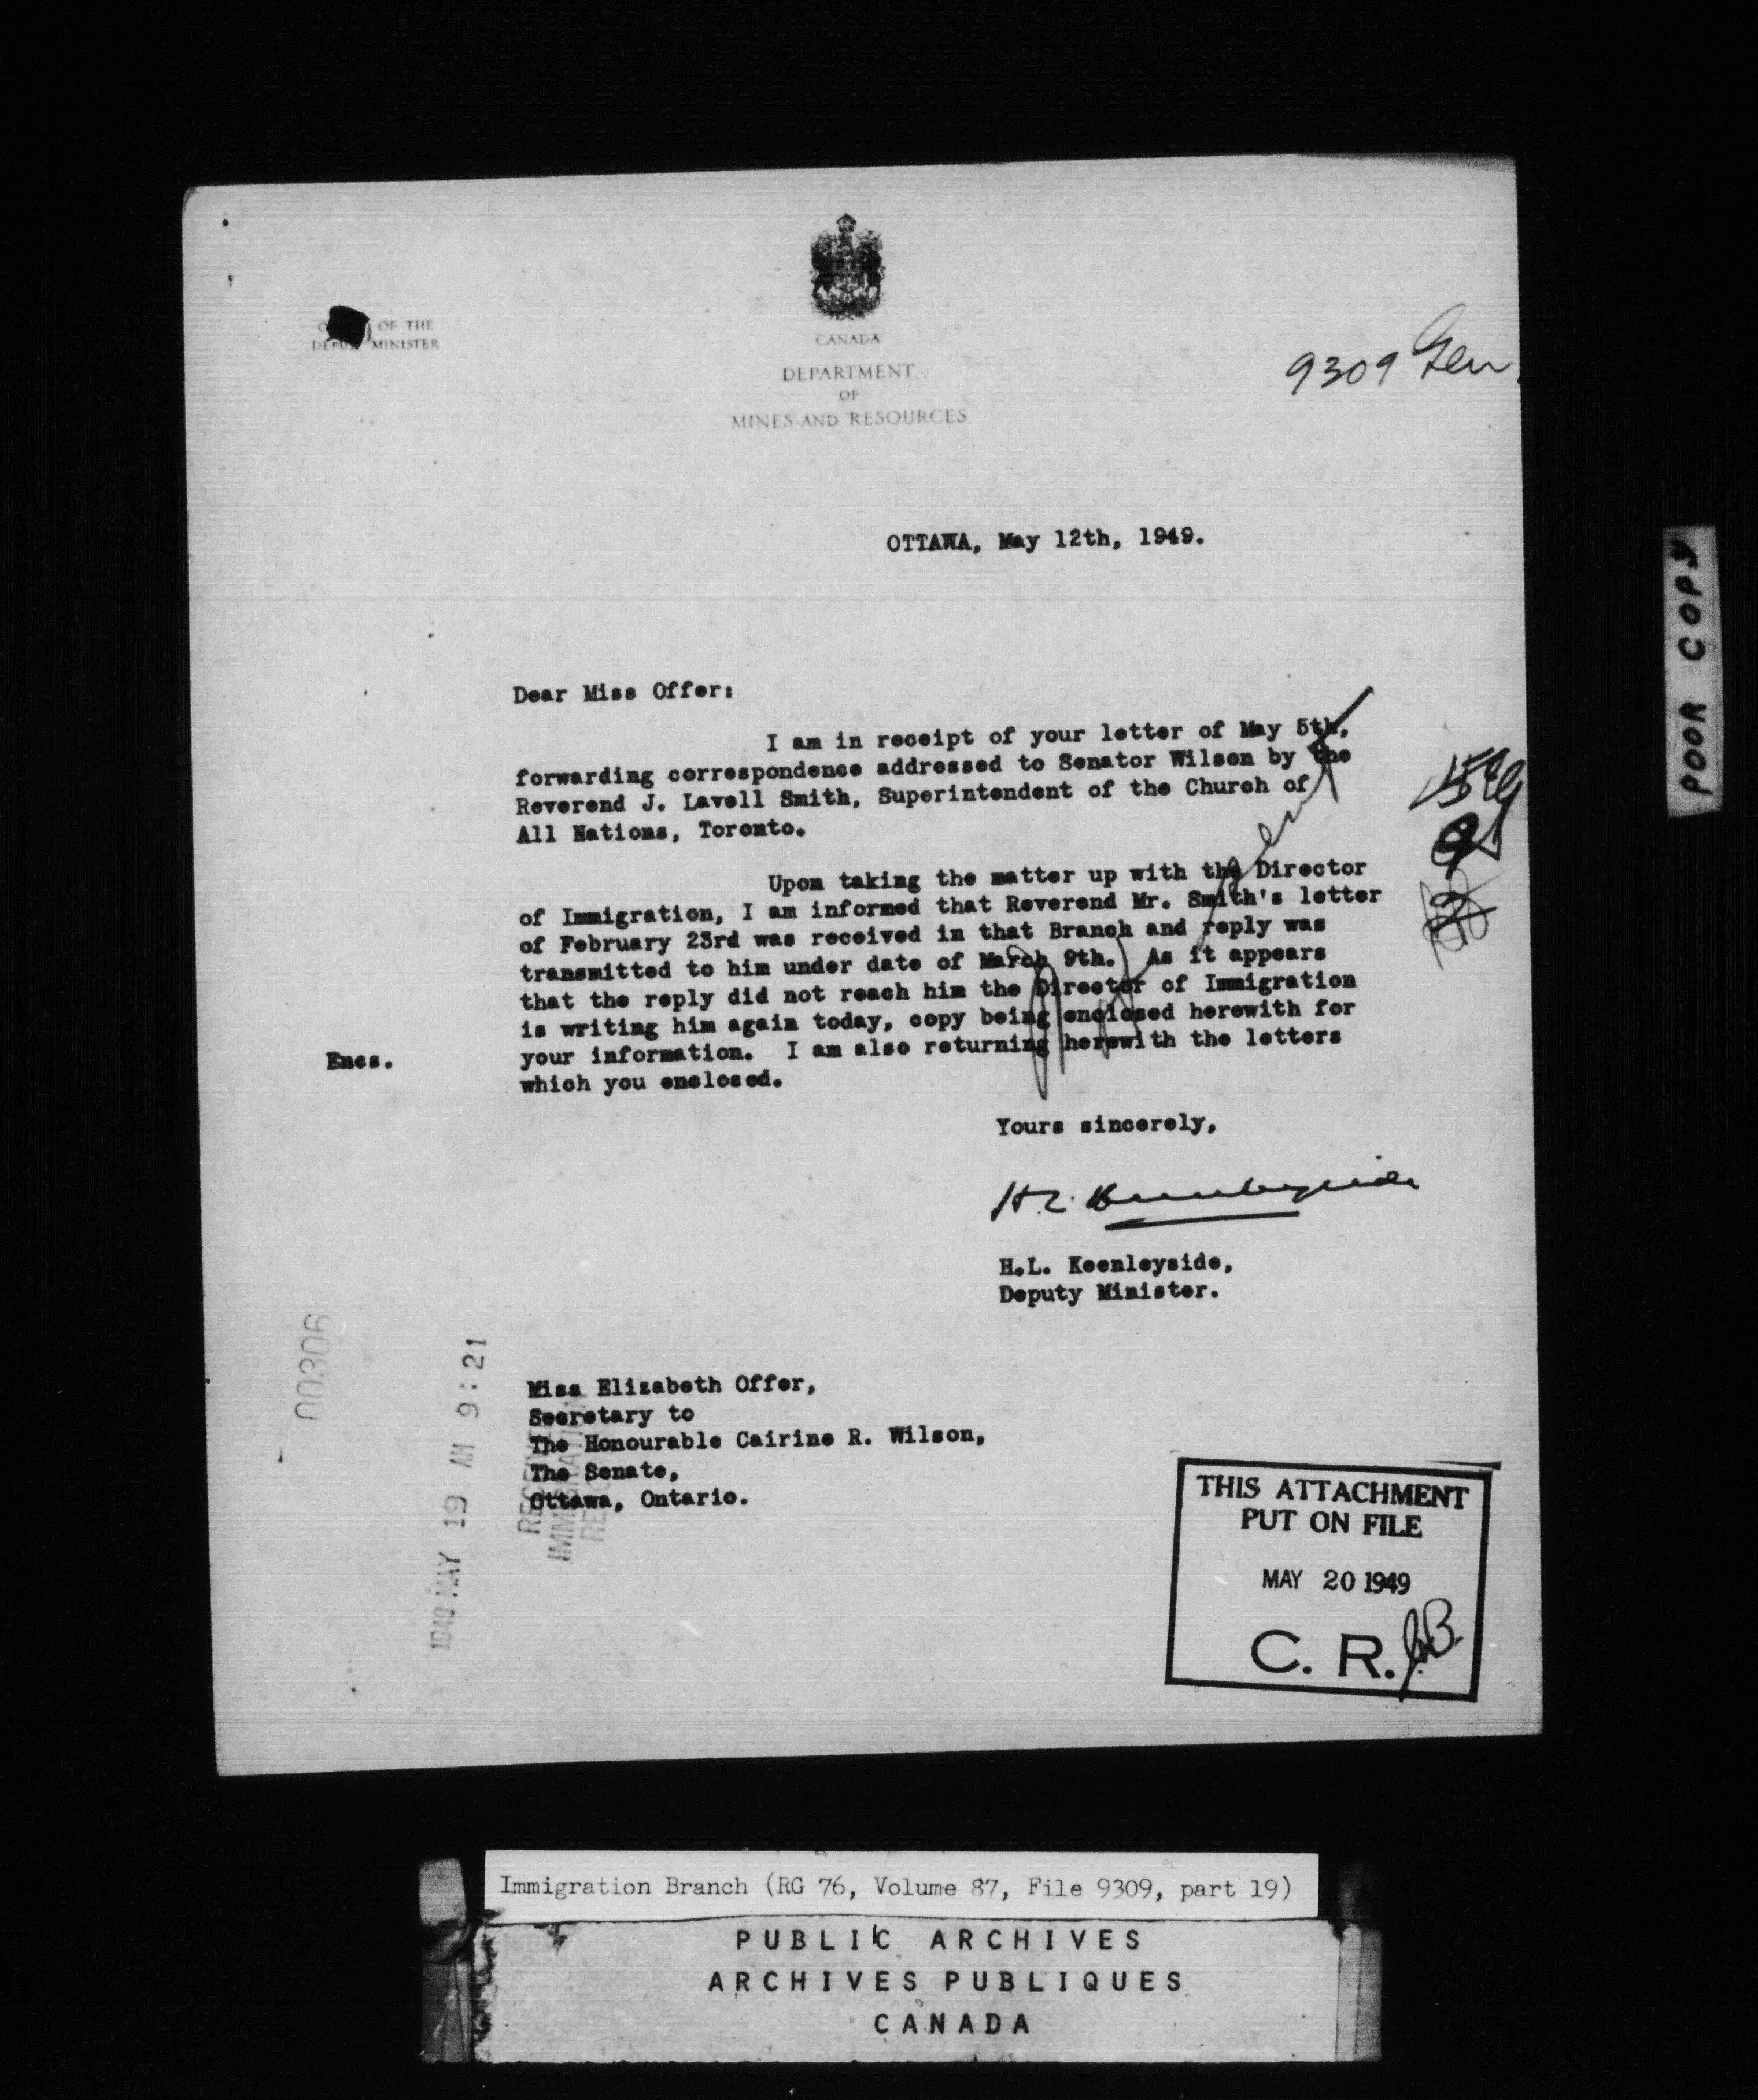 OF THE
DEPUTY MINISTER
CANADA
DEPARTMENT
OF
MINES AND RESOURCES
9309 Gen.
OTTAWA, May 12th, 1949.
Dear Miss Offer:
I am in receipt of your letter of May 5th,
forwarding correspondence addressed to Senator Wilson by the
Reverend J. Lavell Smith, Superintendent of the Church of
All Nations, Toronto.
Upon taking the matter up with the Director
of Immigration, I am informed that Reverend Mr. Smith's letter
of February 23rd was received in that Branch and reply was
transmitted to him under date of March 9th. As it appears
that the reply did not reach him the Director of Immigration
is writing him again today, copy being enclosed herewith for
Encs. your information. I am also returning herewith the letters
which you enclosed.
Yours sincerely,
H.L. Keenleyside
H.L. Keenleyside,
Deputy Minister.
00306
1949 MAY 19 AM 9:21
Miss Elizabeth Offer,
Secretary to
The Honourable Cairine R. Wilson,
The Senate,
Ottawa, Ontario.
THIS ATTACHMENT
PUT ON FILE
MAY 20 1949
C. R.
POOR COPY
Immigration Branch (RG 76, Volume 87, File 9309, part 19)
PUBLIC ARCHIVES
ARCHIVES PUBLIQUES
CANADA